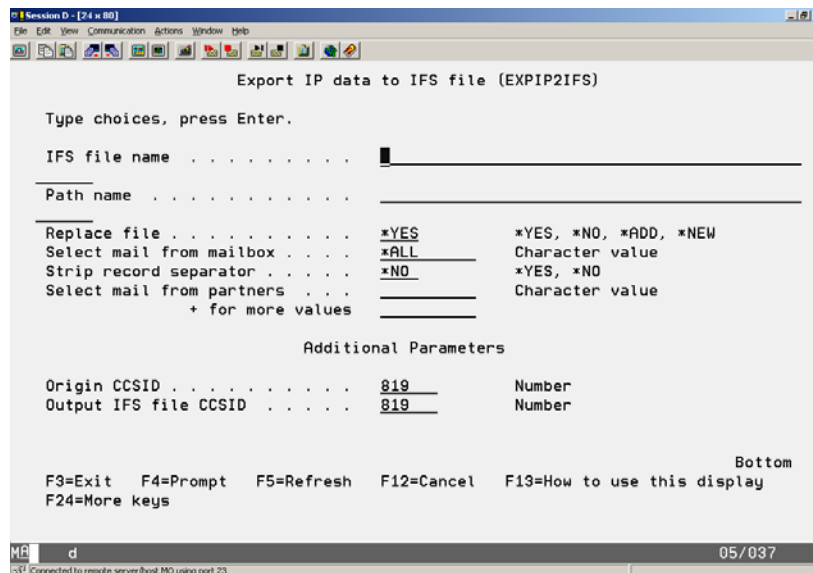 Session D - [24 x 80]
File Edit View Communication Actions Window Help
Export IP data to IFS file (EXPIP2IFS)
Type choices, press Enter.
IFS file name . . . . . . . . .
Path name . . . . . . . . . . .
Replace file . . . . . . . . . . *YES *YES, *NO, *ADD, *NEW
Select mail from mailbox . . . . *ALL Character value
Strip record separator . . . . . *NO *YES, *NO
Select mail from partners . . . Character value
+ for more values
Additional Parameters
Origin CCSID . . . . . . . . . . 819 Number
Output IFS file CCSID . . . . . 819 Number
Bottom
F3=Exit F4=Prompt F5=Refresh F12=Cancel F13=How to use this display
F24=More keys
MA d 05/037
Connected to remote server/host MO using port 23